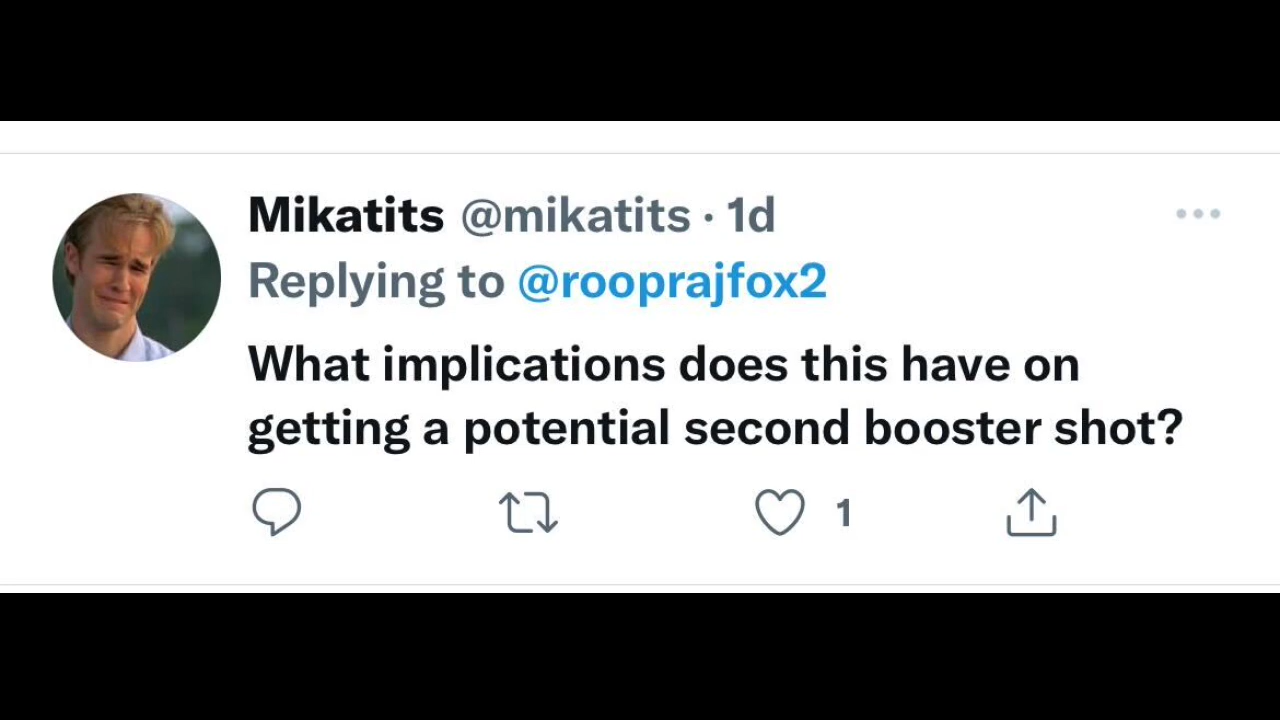 Mikatits @mikatits · 1d
Replying to @rooprajfox2
What implications does this have on
getting a potential second booster shot?
1